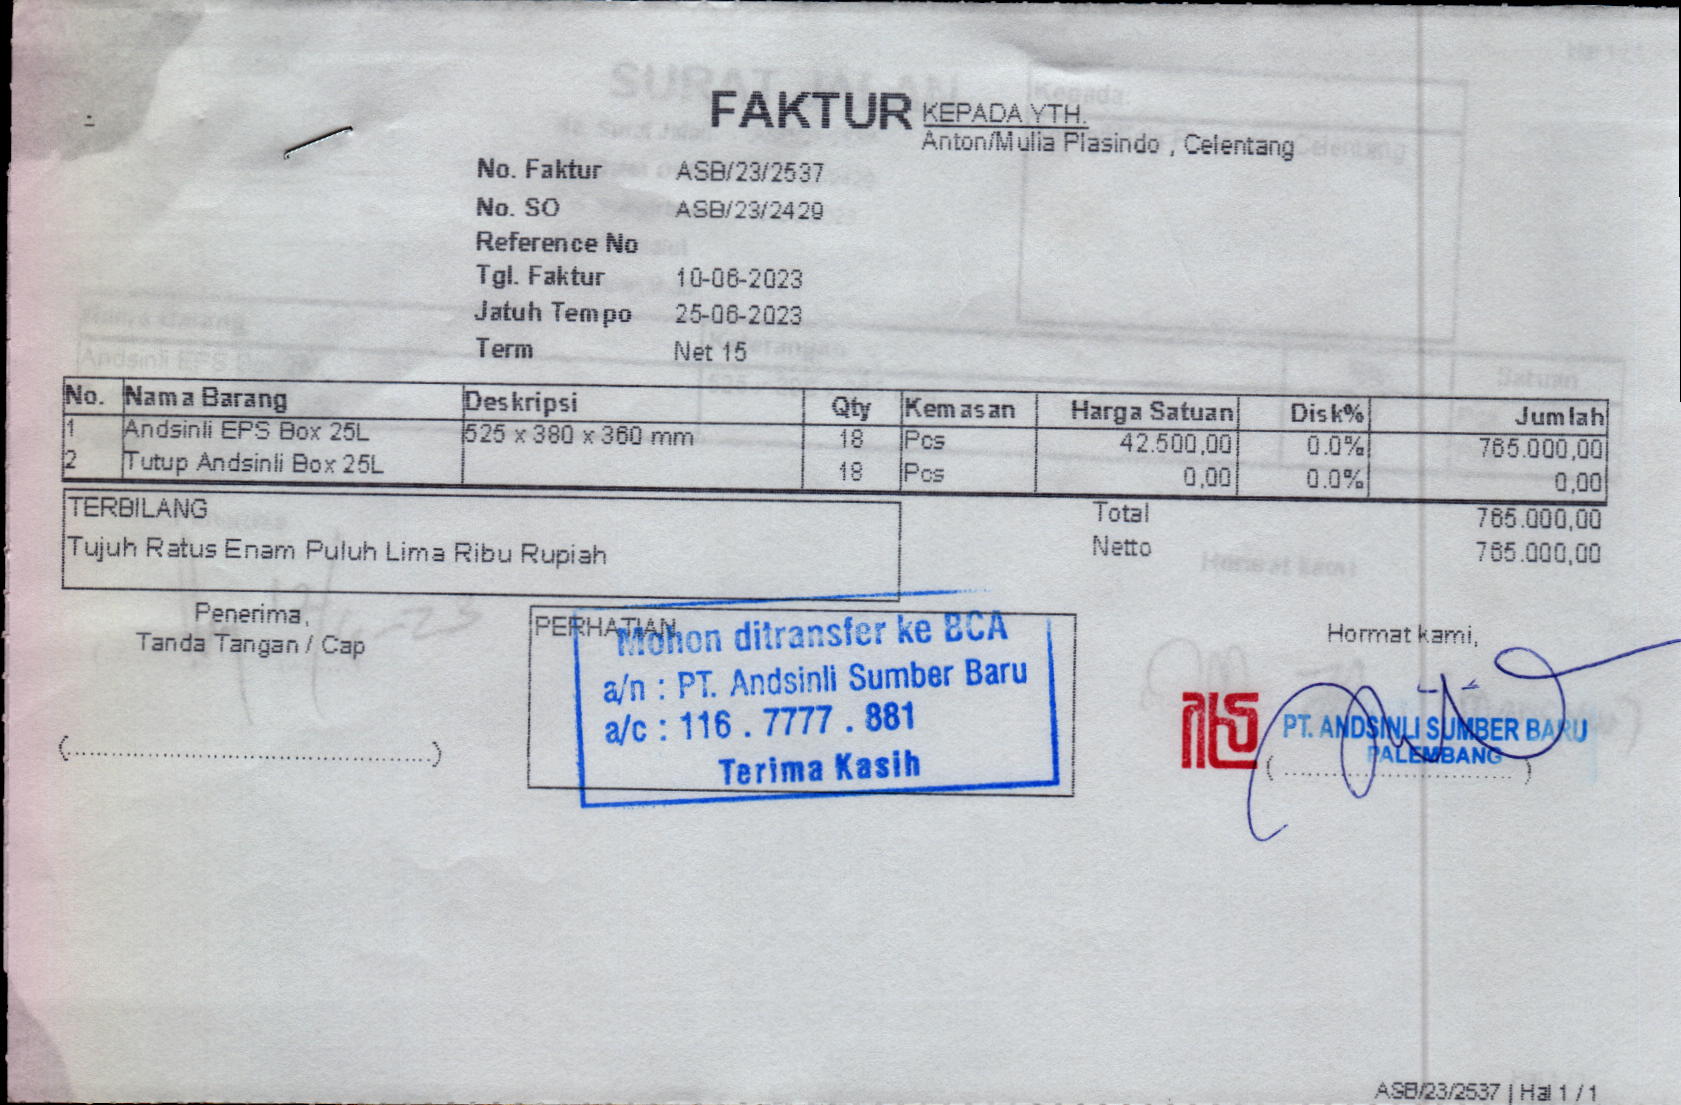 FAKTUR
KEPADA YTH.
Anton/Mulia Plasindo , Celentang
No. Faktur ASB/23/2537
No. SO ASB/23/2429
Reference No
Tgl. Faktur 10-06-2023
Jatuh Tempo 25-06-2023
Term Net 15
No. Nama Barang Deskripsi Qty Kemasan Harga Satuan Disk% Jumlah
1 Andsinli EPS Box 25L 525 x 380 x 360 mm 18 Pcs 42.500,00 0.0% 765.000,00
2 Tutup Andsinli Box 25L 18 Pcs 0,00 0.0% 0,00
TERBILANG
Tujuh Ratus Enam Puluh Lima Ribu Rupiah
Total 765.000,00
Netto 765.000,00
Penerima,
Tanda Tangan / Cap
(....................................................)
PERHATIAN
Mohon ditransfer ke BCA
a/n : PT. Andsinli Sumber Baru
a/c : 116 . 7777 . 881
Terima Kasih
Hormat kami,
PT. ANDSINLI SUMBER BARU
PALEMBANG
(................................)
ASB/23/2537 | Hal 1 / 1